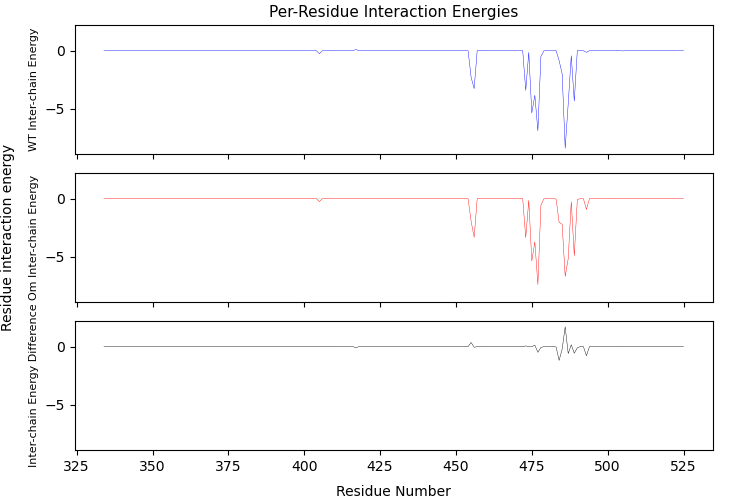 Per-Residue Interaction Energies
Residue interaction energy
WT Inter-chain Energy
0
−5
Om Inter-chain Energy
0
−5
Inter-chain Energy Difference
0
−5
325 350 375 400 425 450 475 500 525
Residue Number